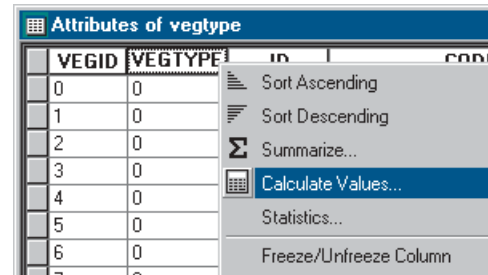 Attributes of vegtype
VEGID VEGTYPE ID
0 0
1 0
2 0
3 0
4 0
5 0
6 0
Sort Ascending
Sort Descending
Σ Summarize...
Calculate Values...
Statistics...
Freeze/Unfreeze Column